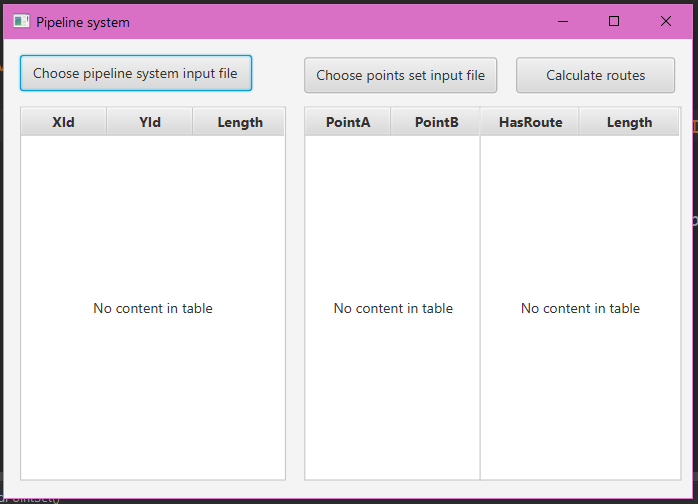 Pipeline system
Choose pipeline system input file
Choose points set input file
Calculate routes
XId YId Length
PointA PointB
HasRoute Length
No content in table
No content in table
No content in table